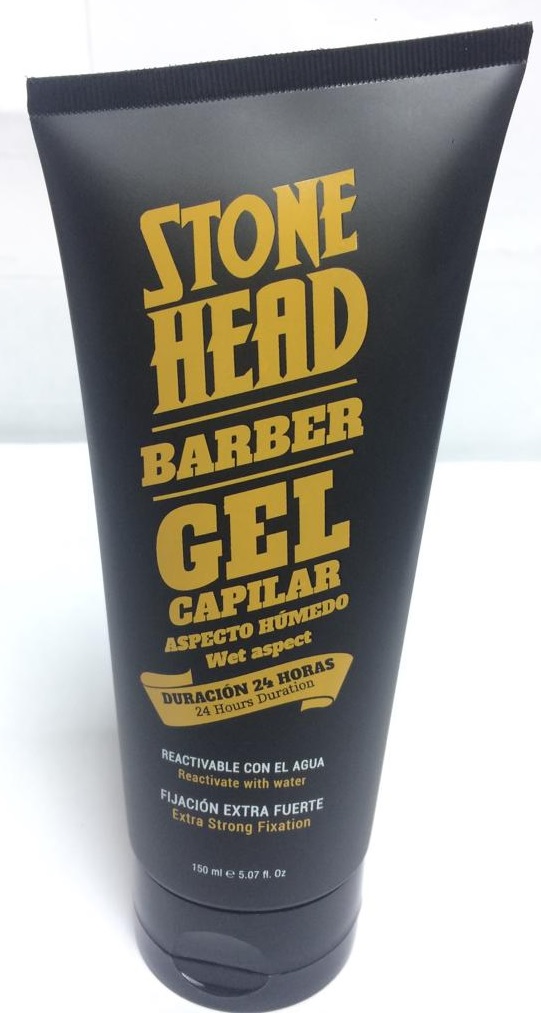 STONE
HEAD
BARBER
GEL
CAPILAR
ASPECTO HÚMEDO
Wet aspect
DURACIÓN 24 HORAS
24 Hours Duration
REACTIVABLE CON EL AGUA
Reactivate with water
FIJACIÓN EXTRA FUERTE
Extra Strong Fixation
150 ml ℮ 5.07 fl. Oz